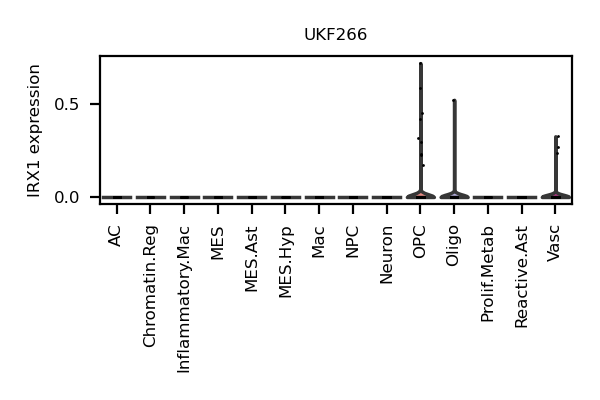 UKF266
IRX1 expression
0.5
0.0
AC
Chromatin.Reg
Inflammatory.Mac
MES
MES.Ast
MES.Hyp
Mac
NPC
Neuron
OPC
Oligo
Prolif.Metab
Reactive.Ast
Vasc